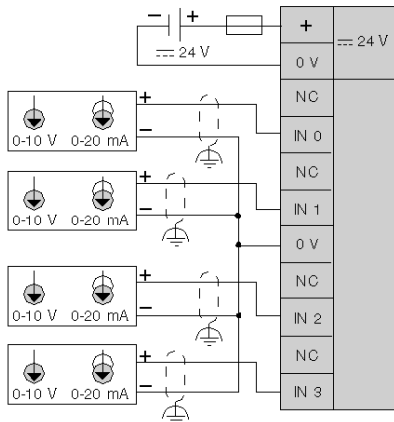 − +
+
⎓ 24 V
⎓ 24 V
0 V
NC
+
−
0-10 V 0-20 mA
IN 0
NC
+
−
0-10 V 0-20 mA
IN 1
0 V
NC
+
−
0-10 V 0-20 mA
IN 2
NC
+
−
0-10 V 0-20 mA
IN 3